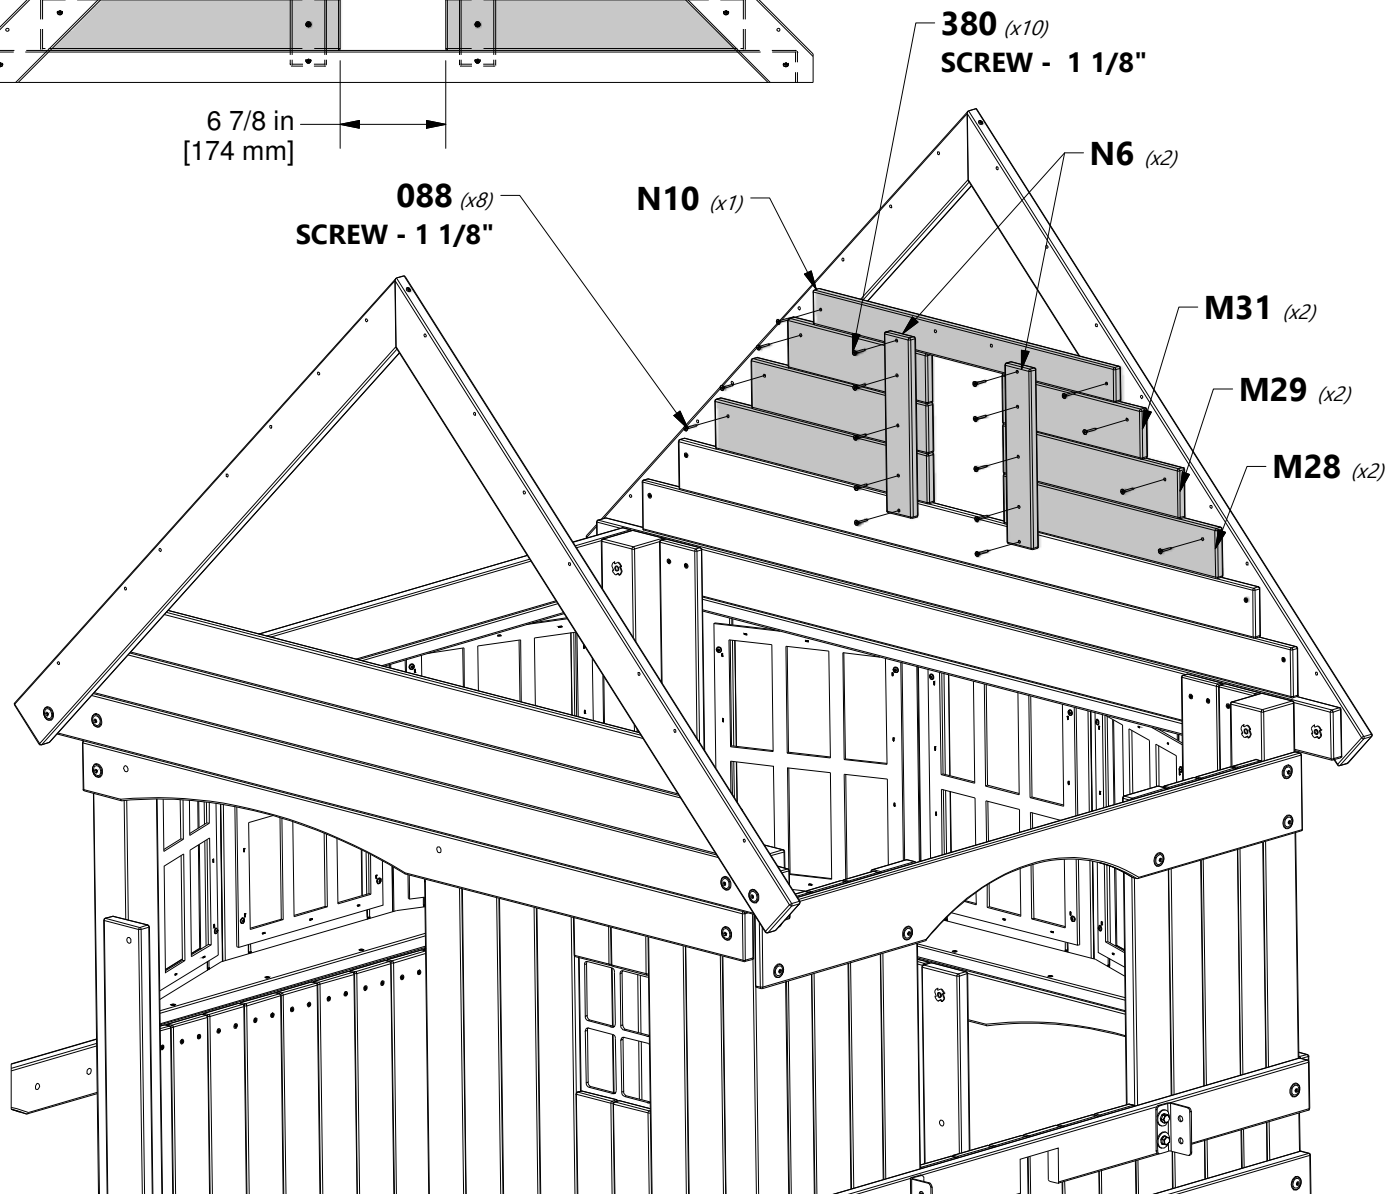 380 (x10)
SCREW - 1 1/8"
6 7/8 in
[174 mm]
N6 (x2)
088 (x8)
SCREW - 1 1/8"
N10 (x1)
M31 (x2)
M29 (x2)
M28 (x2)